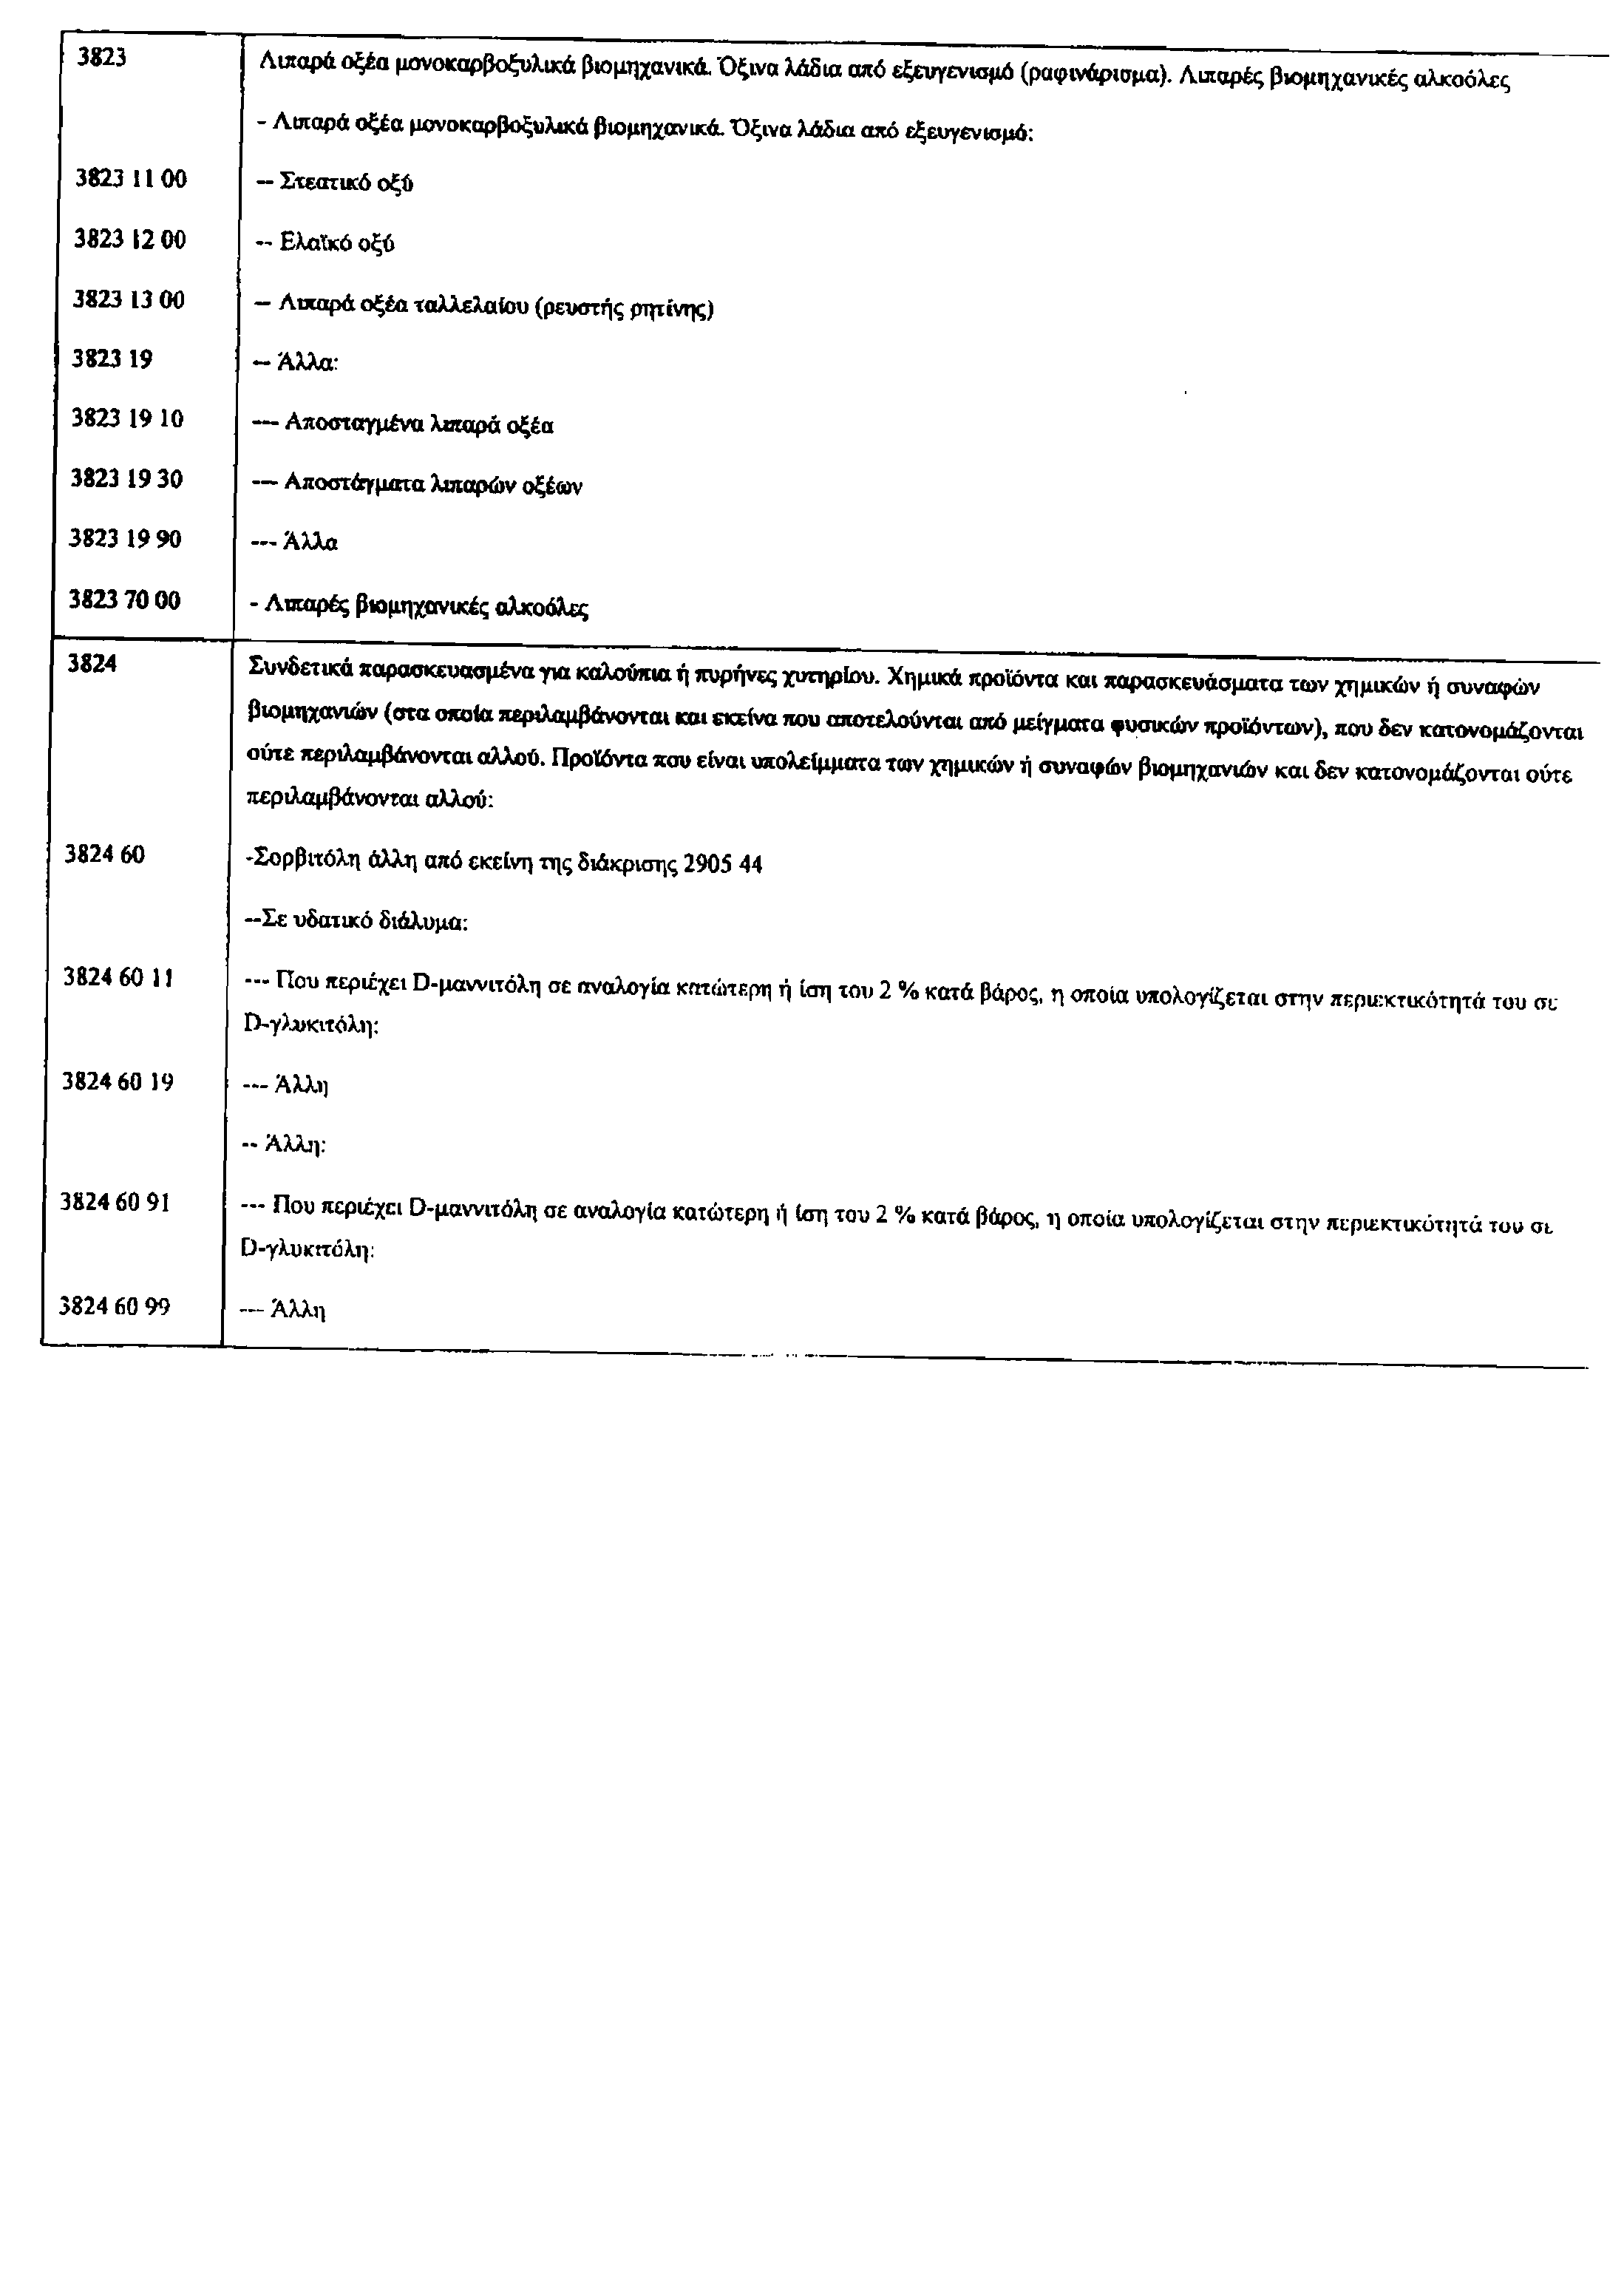 3823 Λιπαρά οξέα μονοκαρβοξυλικά βιομηχανικά. Όξινα λάδια από εξευγενισμό (ραφινάρισμα). Λιπαρές βιομηχανικές αλκοόλες
- Λιπαρά οξέα μονοκαρβοξυλικά βιομηχανικά. Όξινα λάδια από εξευγενισμό:
3823 11 00 -- Στεατικό οξύ
3823 12 00 -- Ελαϊκό οξύ
3823 13 00 -- Λιπαρά οξέα ταλλελαίου (ρευστής ρητίνης)
3823 19 -- Άλλα:
3823 19 10 --- Αποσταγμένα λιπαρά οξέα
3823 19 30 --- Αποστάγματα λιπαρών οξέων
3823 19 90 --- Άλλα
3823 70 00 - Λιπαρές βιομηχανικές αλκοόλες
3824 Συνδετικά παρασκευασμένα για καλούπια ή πυρήνες χυτηρίου. Χημικά προϊόντα και παρασκευάσματα των χημικών ή συναφών
βιομηχανιών (στα οποία περιλαμβάνονται και εκείνα που αποτελούνται από μείγματα φυσικών προϊόντων), που δεν κατονομάζονται
ούτε περιλαμβάνονται αλλού. Προϊόντα που είναι υπολείμματα των χημικών ή συναφών βιομηχανιών και δεν κατονομάζονται ούτε
περιλαμβάνονται αλλού:
3824 60 -Σορβιτόλη άλλη από εκείνη της διάκρισης 2905 44
--Σε υδατικό διάλυμα:
3824 60 11 --- Που περιέχει D-μαννιτόλη σε αναλογία κατώτερη ή ίση του 2 % κατά βάρος, η οποία υπολογίζεται στην περιεκτικότητά του σε
D-γλυκιτόλη:
3824 60 19 --- Άλλη
-- Άλλη:
3824 60 91 --- Που περιέχει D-μαννιτόλη σε αναλογία κατώτερη ή ίση του 2 % κατά βάρος, η οποία υπολογίζεται στην περιεκτικότητά του σε
D-γλυκιτόλη:
3824 60 99 --- Άλλη